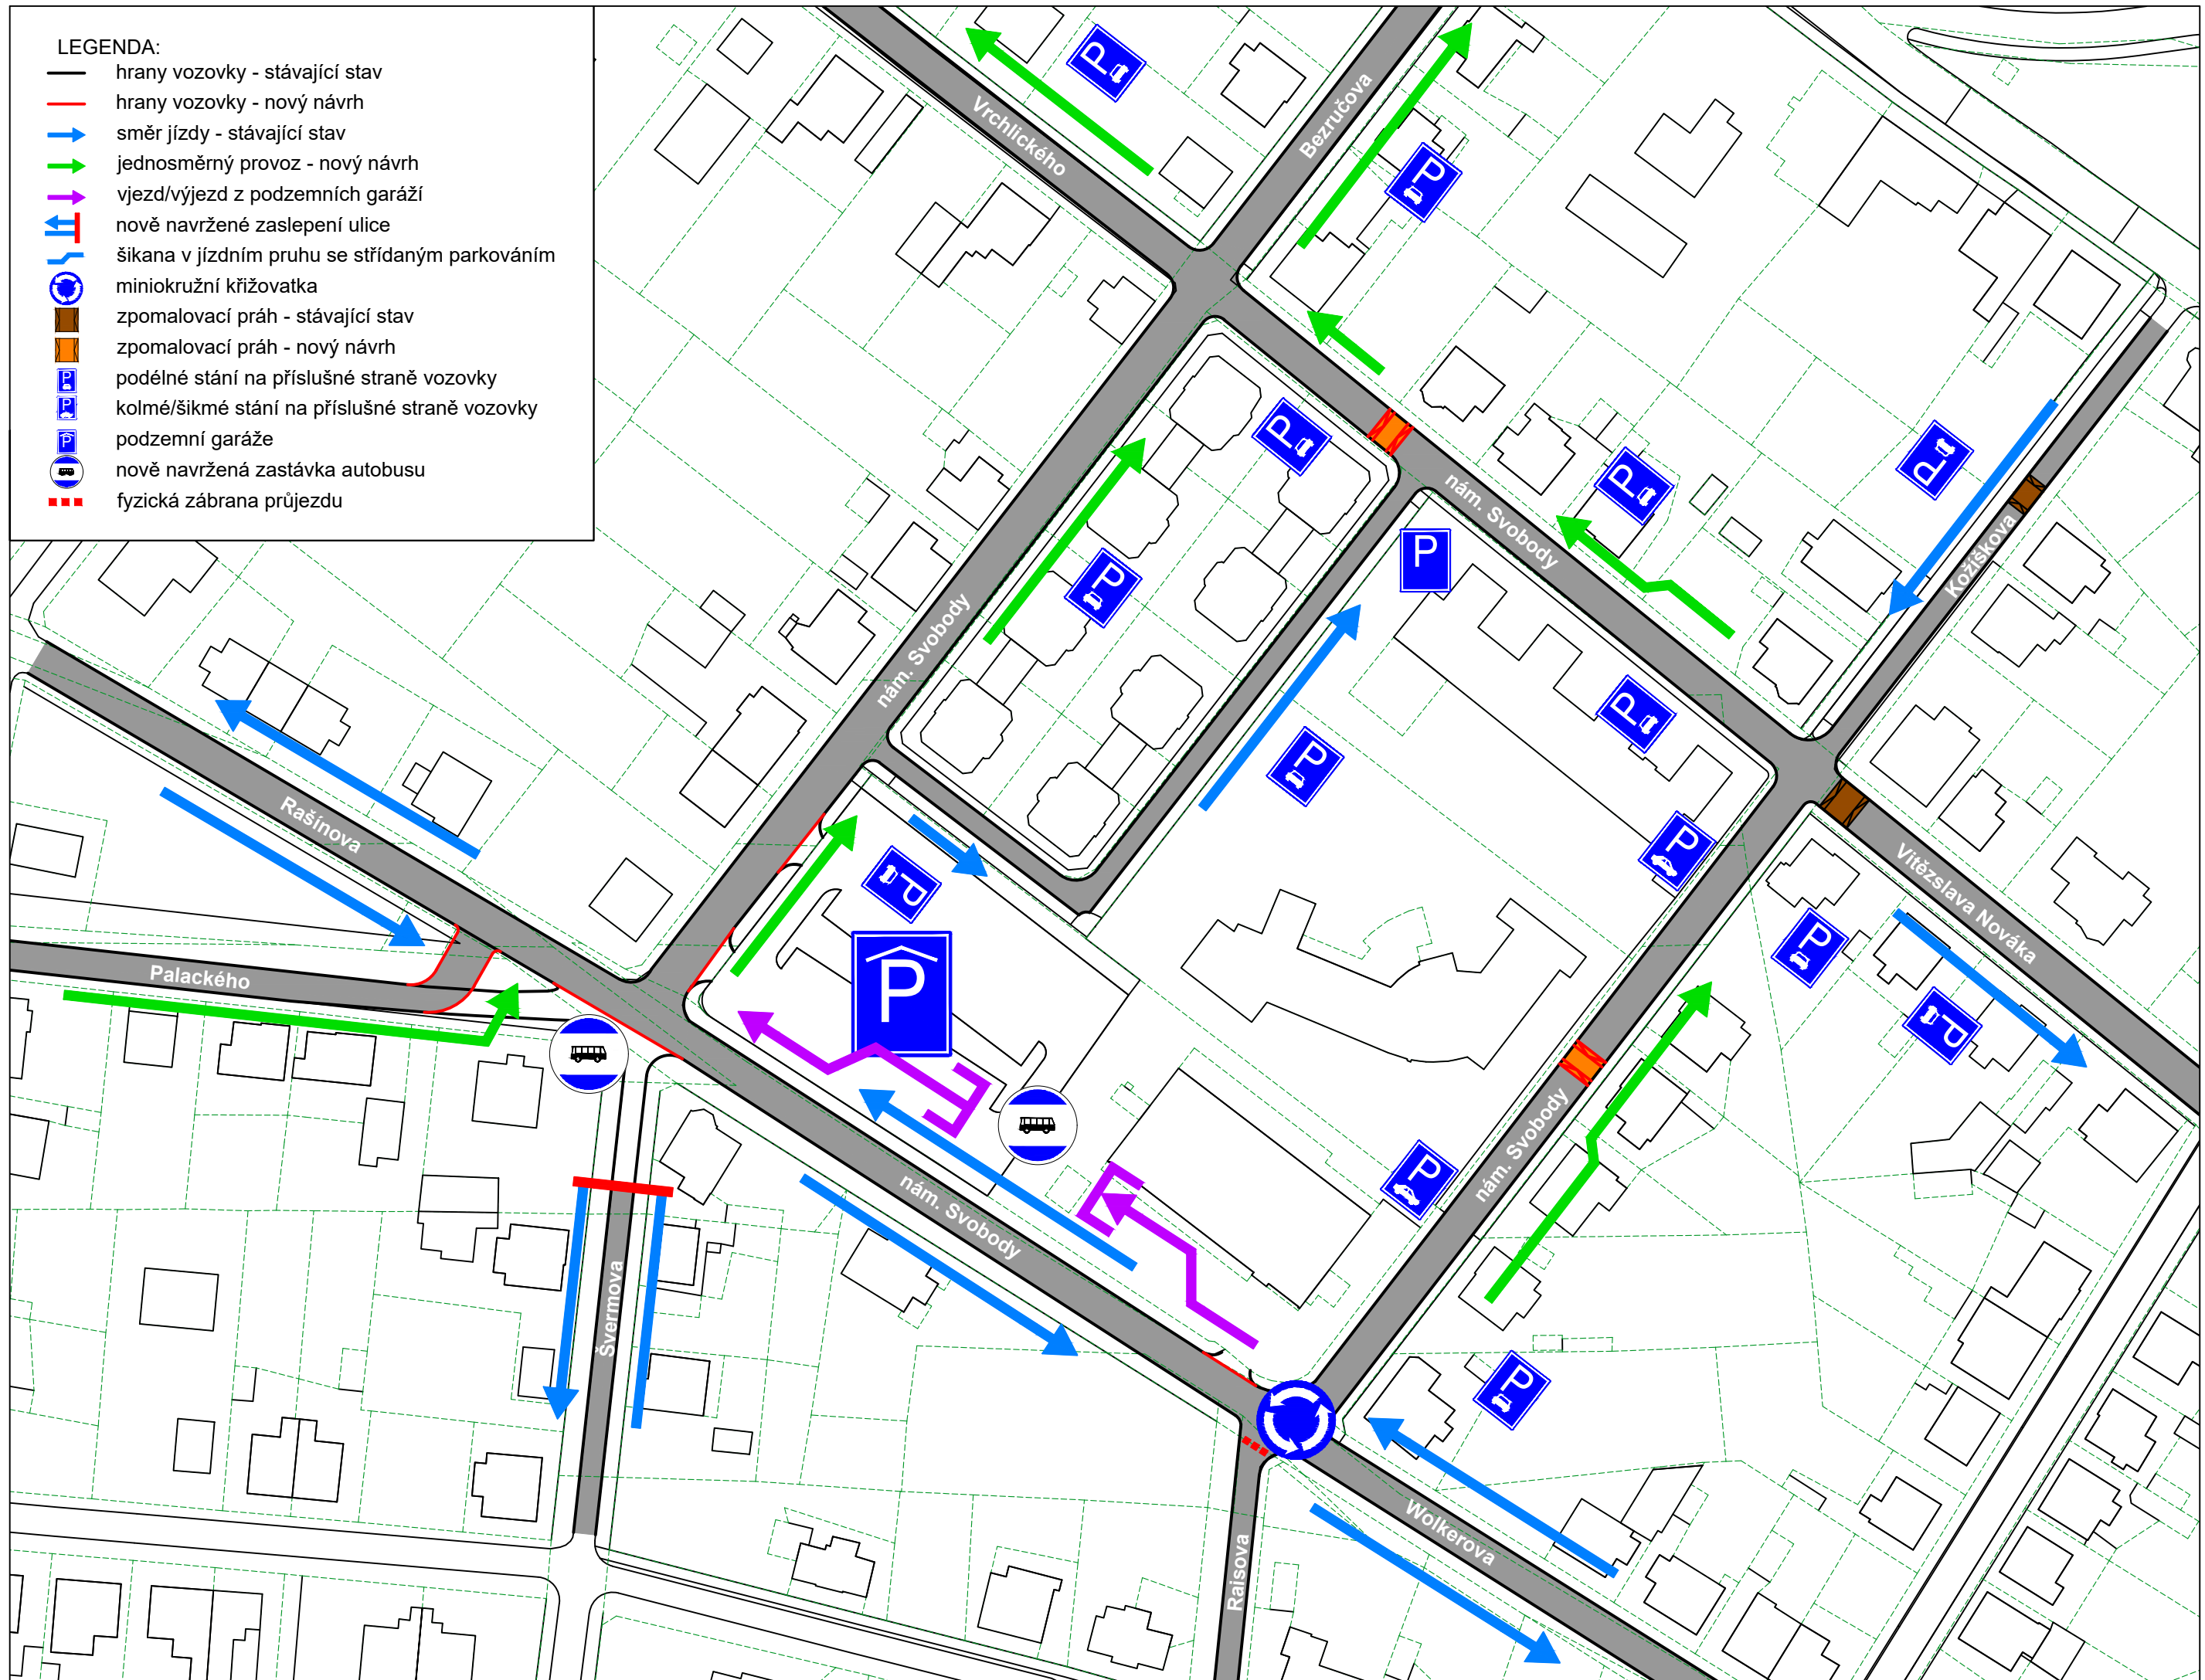 LEGENDA:
hrany vozovky - stávající stav
hrany vozovky - nový návrh
směr jízdy - stávající stav
jednosměrný provoz - nový návrh
vjezd/výjezd z podzemních garáží
nově navržené zaslepení ulice
šikana v jízdním pruhu se střídaným parkováním
miniokružní křižovatka
zpomalovací práh - stávající stav
zpomalovací práh - nový návrh
P podélné stání na příslušné straně vozovky
P kolmé/šikmé stání na příslušné straně vozovky
P podzemní garáže
nově navržená zastávka autobusu
fyzická zábrana průjezdu
P
Vrchlického
Bezručova
P
P
P
nám. Svobody
P
P
Kožíškova
P
nám. Svobody
P
P
P
Rašínova
P
P
Vítězslava Nováka
P
Palackého
P
P
nám. Svobody
P
nám. Svobody
Švermova
P
Wolkerova
Raisova